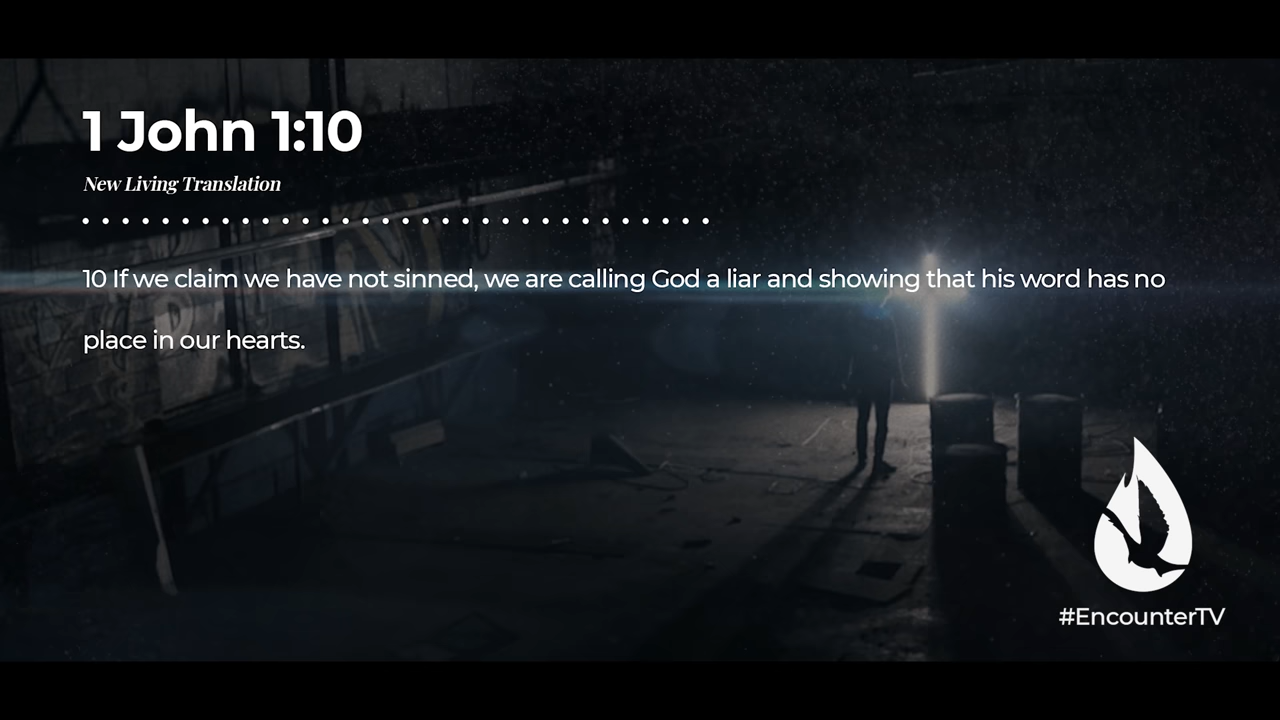 1 John 1:10
New Living Translation
10 If we claim we have not sinned, we are calling God a liar and showing that his word has no
place in our hearts.
#EncounterTV